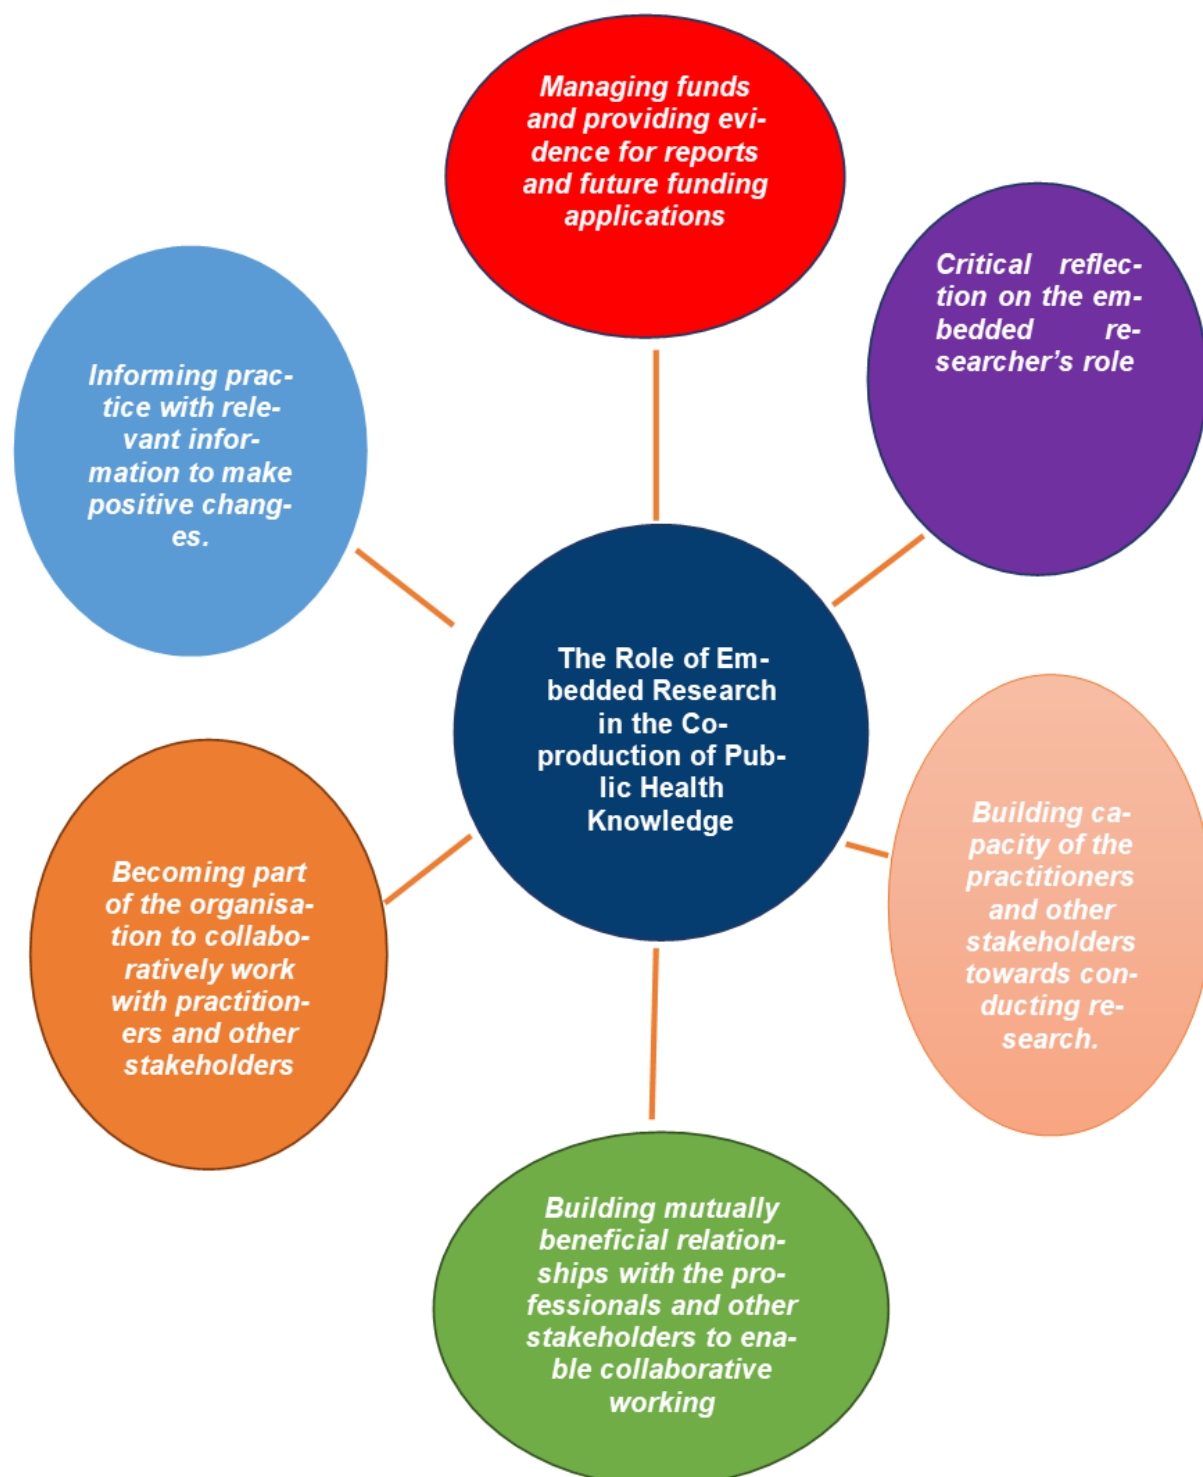 Managing funds
and providing evi-
dence for reports
and future funding
applications
Critical reflec-
tion on the em-
bedded re-
searcher’s role
Informing prac-
tice with rele-
vant infor-
mation to make
positive chang-
es.
The Role of Em-
bedded Research
in the Co-
production of Pub-
lic Health
Knowledge
Building ca-
pacity of the
practitioners
and other
stakeholders
towards con-
ducting re-
search.
Becoming part
of the organisa-
tion to collabo-
ratively work
with practition-
ers and other
stakeholders
Building mutually
beneficial relation-
ships with the pro-
fessionals and other
stakeholders to ena-
ble collaborative
working